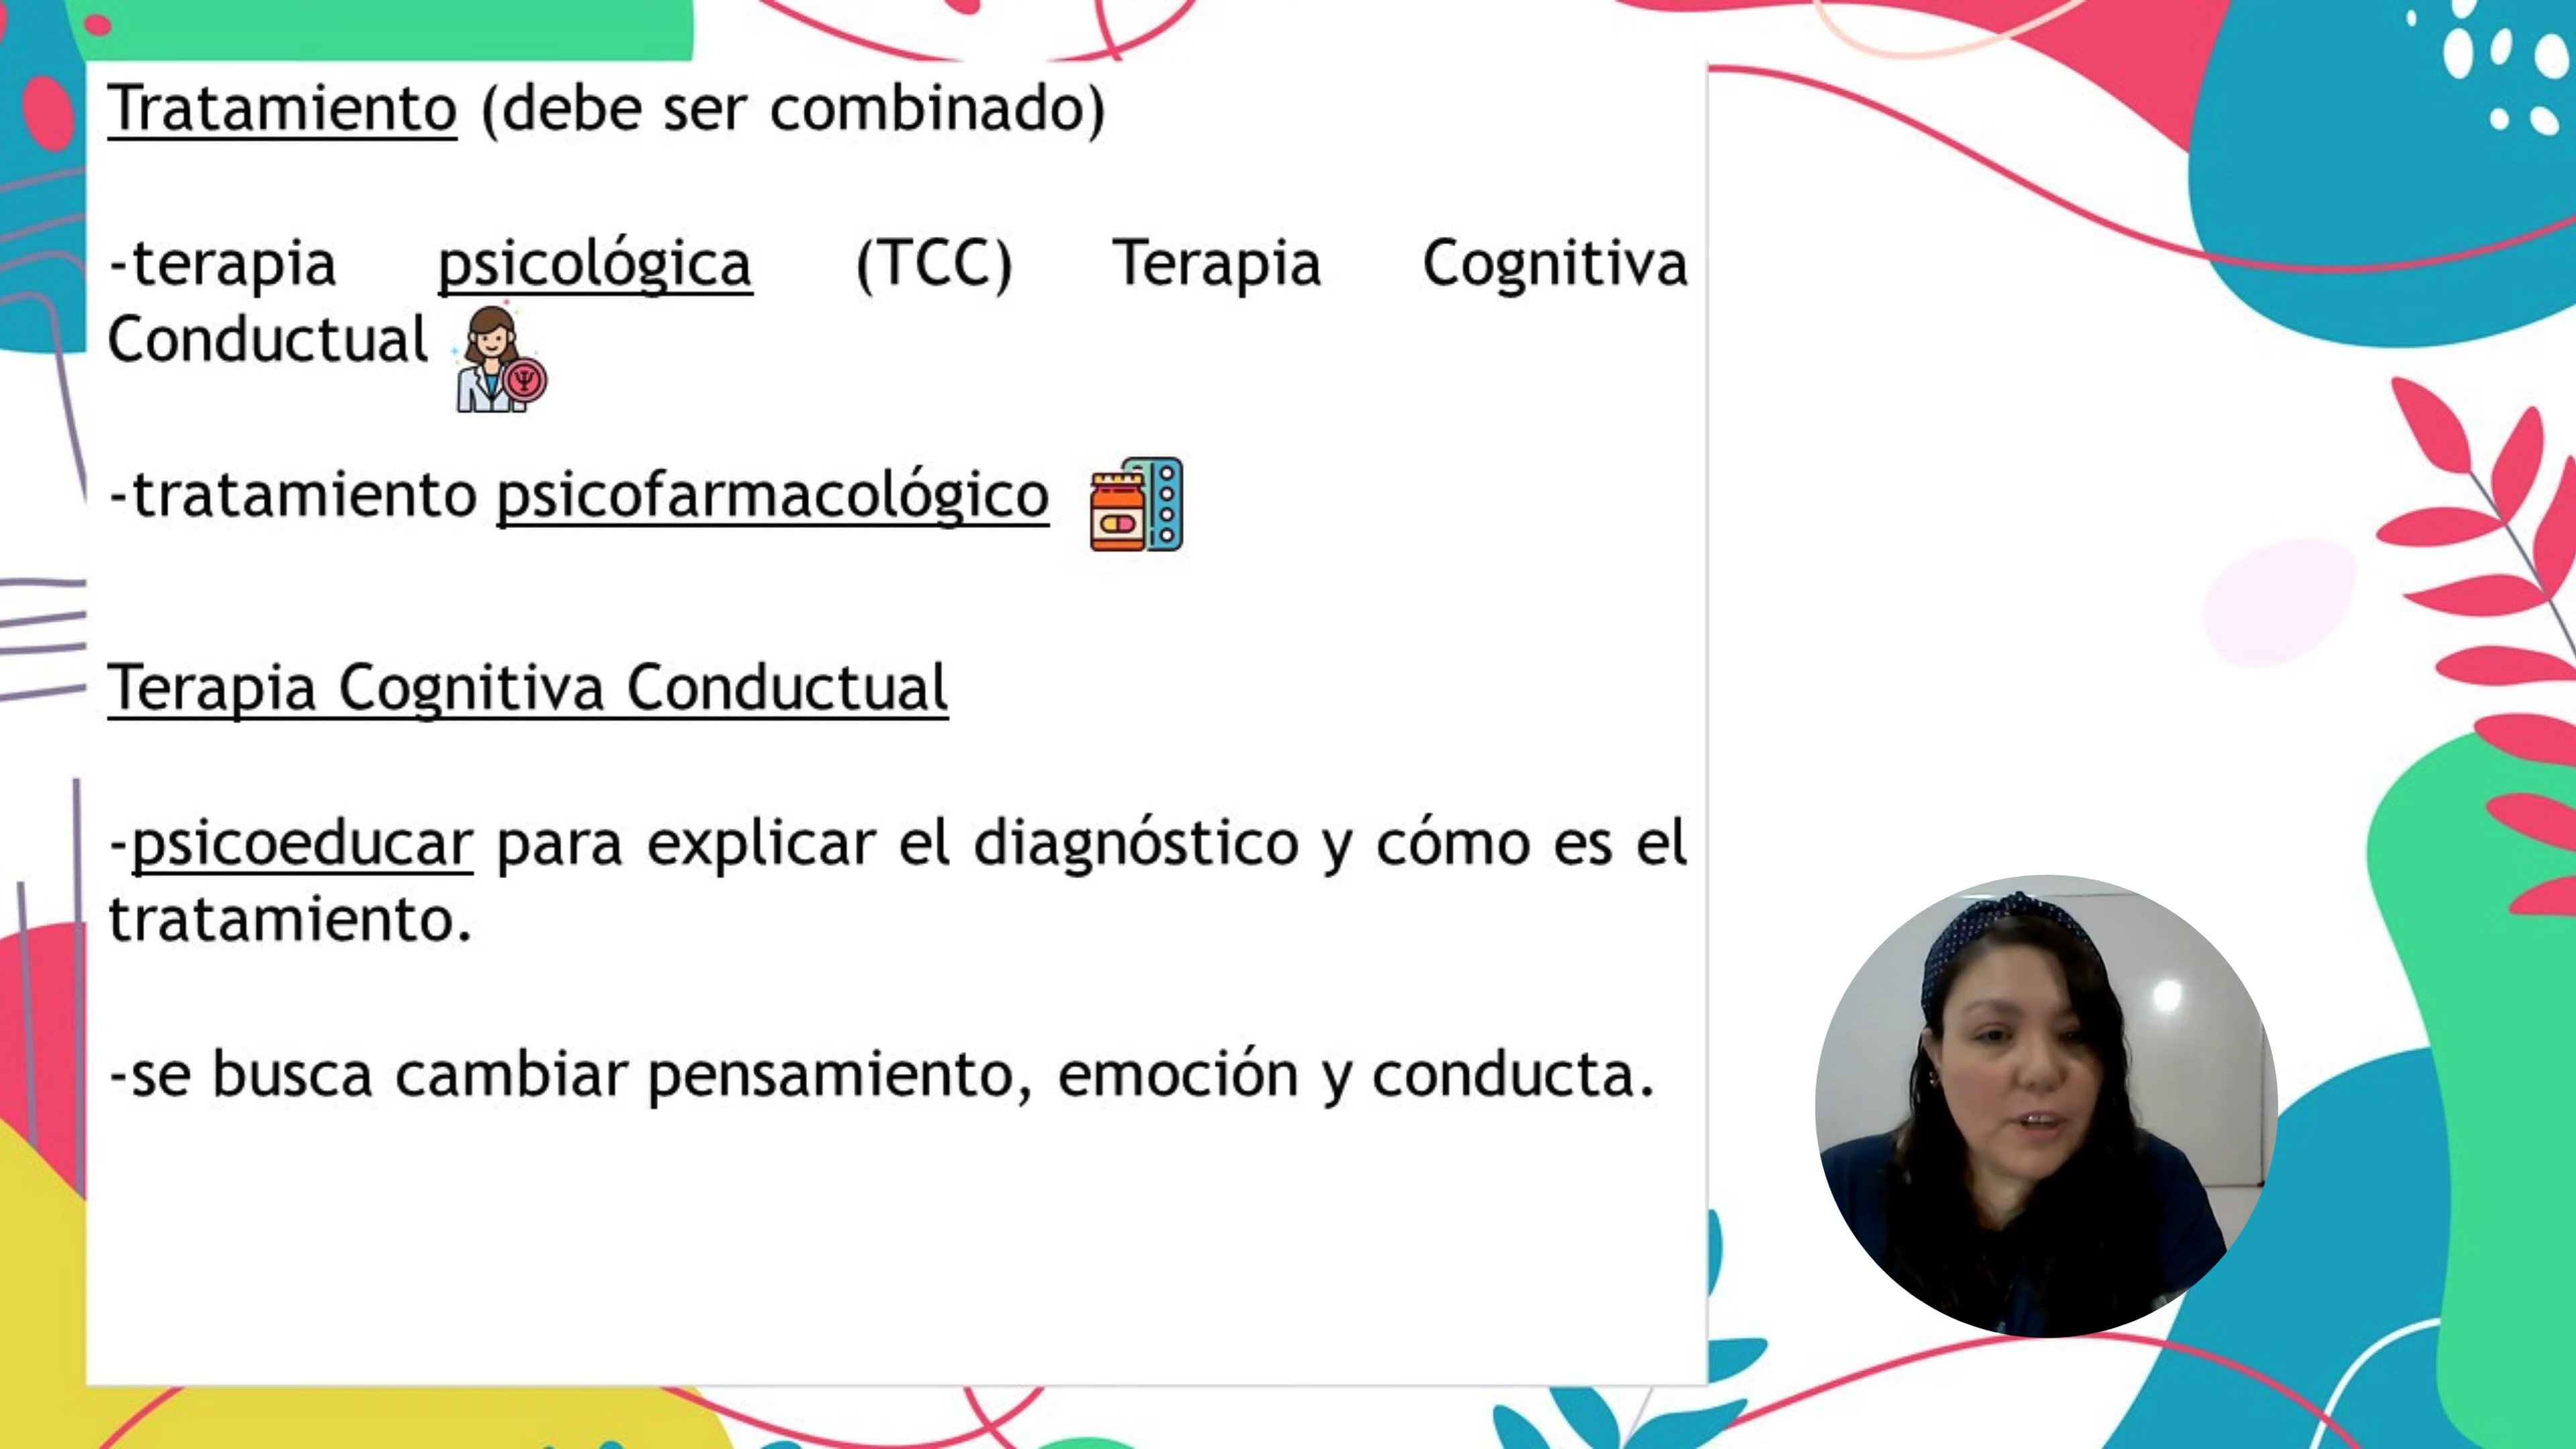 Tratamiento (debe ser combinado)
-terapia psicológica (TCC) Terapia Cognitiva
Conductual
-tratamiento psicofarmacológico
Terapia Cognitiva Conductual
-psicoeducar para explicar el diagnóstico y cómo es el
tratamiento.
-se busca cambiar pensamiento, emoción y conducta.